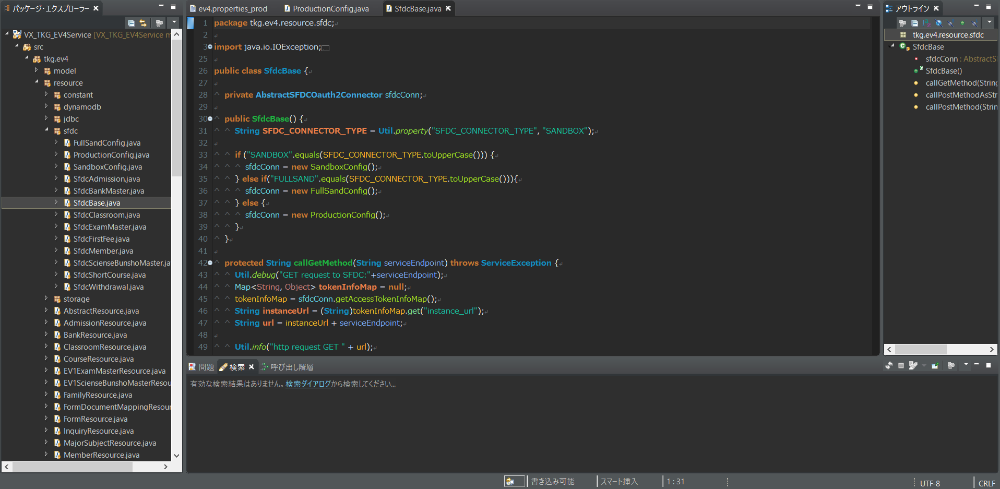 パッケージ・エクスプローラー
VX_TKG_EV4Service [VX_TKG_EV4Service m
src
tkg.ev4
model
resource
constant
dynamodb
jdbc
sfdc
FullSandConfig.java
ProductionConfig.java
SandboxConfig.java
SfdcAdmission.java
SfdcBankMaster.java
SfdcBase.java
SfdcClassroom.java
SfdcExamMaster.java
SfdcFirstFee.java
SfdcMember.java
SfdcScienseBunshoMaster.ja
SfdcShortCourse.java
SfdcWithdrawal.java
storage
AbstractResource.java
AdmissionResource.java
BankResource.java
ClassroomResource.java
CourseResource.java
EV1ExamMasterResource.java
EV1ScienseBunshoMasterResou
FamilyResource.java
FormDocumentMappingResour
FormResource.java
InquiryResource.java
MajorSubjectResource.java
MemberResource.java
ev4.properties_prod ProductionConfig.java SfdcBase.java
1 package tkg.ev4.resource.sfdc;
2
3 import java.io.IOException;
25
26 public class SfdcBase {
27
28 private AbstractSFDCOauth2Connector sfdcConn;
29
30 public SfdcBase() {
31 String SFDC_CONNECTOR_TYPE = Util.property("SFDC_CONNECTOR_TYPE", "SANDBOX");
32
33 if ("SANDBOX".equals(SFDC_CONNECTOR_TYPE.toUpperCase())) {
34 sfdcConn = new SandboxConfig();
35 } else if("FULLSAND".equals(SFDC_CONNECTOR_TYPE.toUpperCase())){
36 sfdcConn = new FullSandConfig();
37 } else {
38 sfdcConn = new ProductionConfig();
39 }
40 }
41
42 protected String callGetMethod(String serviceEndpoint) throws ServiceException {
43 Util.debug("GET request to SFDC:"+serviceEndpoint);
44 Map<String, Object> tokenInfoMap = null;
45 tokenInfoMap = sfdcConn.getAccessTokenInfoMap();
46 String instanceUrl = (String)tokenInfoMap.get("instance_url");
47 String url = instanceUrl + serviceEndpoint;
48
49 Util.info("http request GET " + url);
アウトライン
tkg.ev4.resource.sfdc
SfdcBase
sfdcConn : AbstractS
SfdcBase()
callGetMethod(String
callPostMethodAsStr
callPostMethod(Strin
問題 検索 呼び出し階層
有効な検索結果はありません。検索ダイアログから検索してください...
書き込み可能 スマート挿入 1 : 31 UTF-8 CRLF